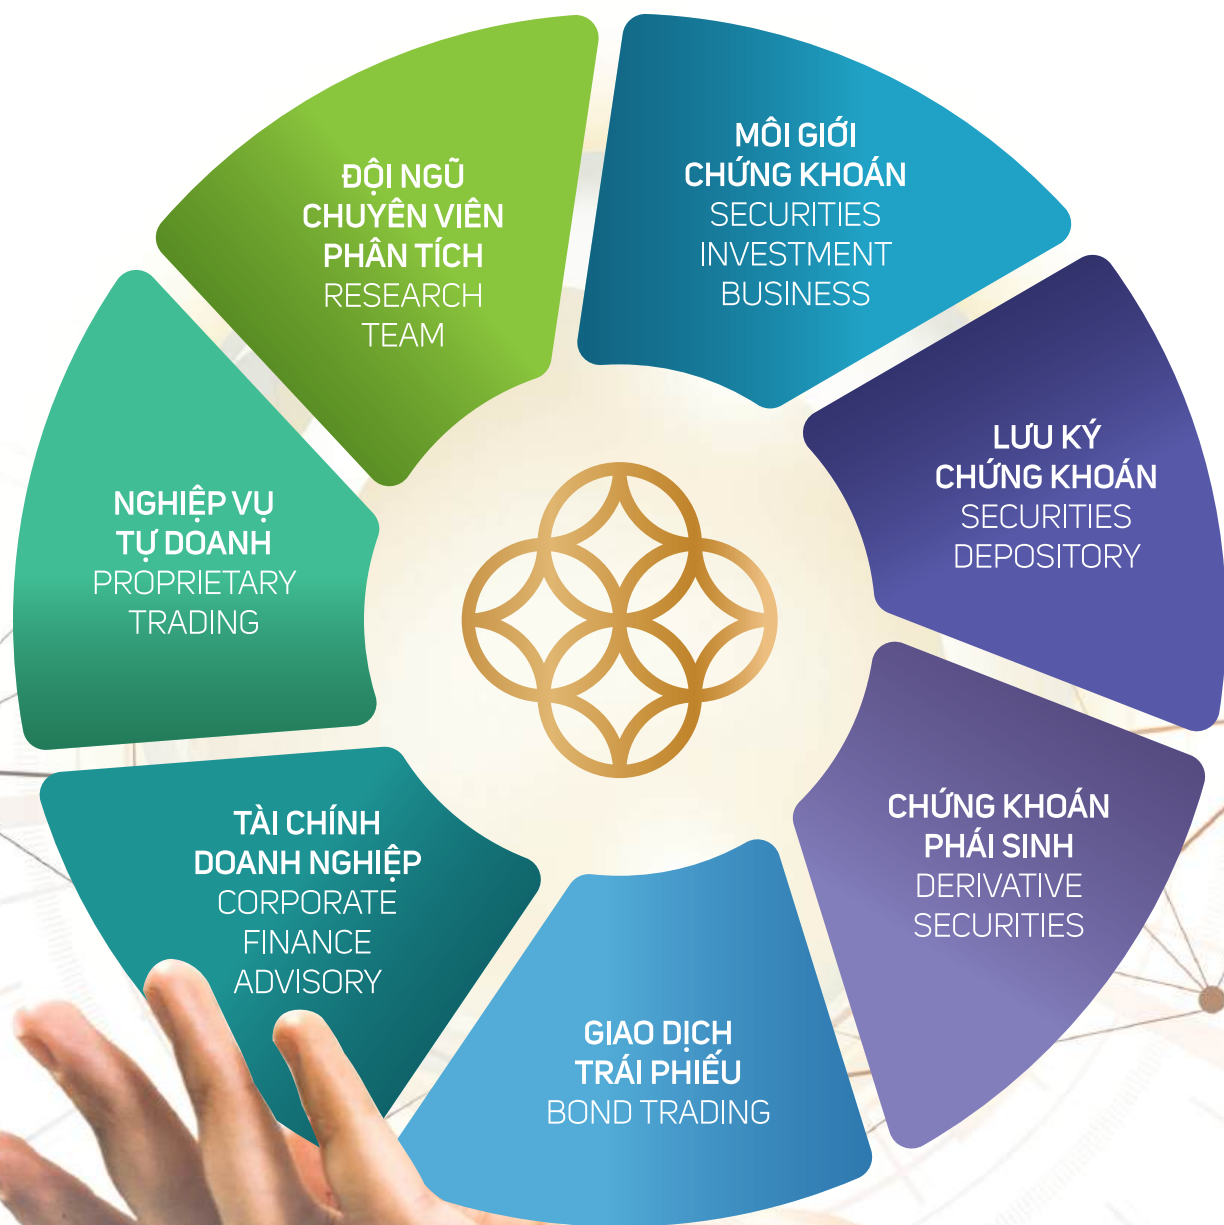 MÔI GIỚI
CHỨNG KHOÁN
SECURITIES
INVESTMENT
BUSINESS
LƯU KÝ
CHỨNG KHOÁN
SECURITIES
DEPOSITORY
CHỨNG KHOÁN
PHÁI SINH
DERIVATIVE
SECURITIES
GIAO DỊCH
TRÁI PHIẾU
BOND TRADING
TÀI CHÍNH
DOANH NGHIỆP
CORPORATE
FINANCE
ADVISORY
NGHIỆP VỤ
TỰ DOANH
PROPRIETARY
TRADING
ĐỘI NGŨ
CHUYÊN VIÊN
PHÂN TÍCH
RESEARCH
TEAM